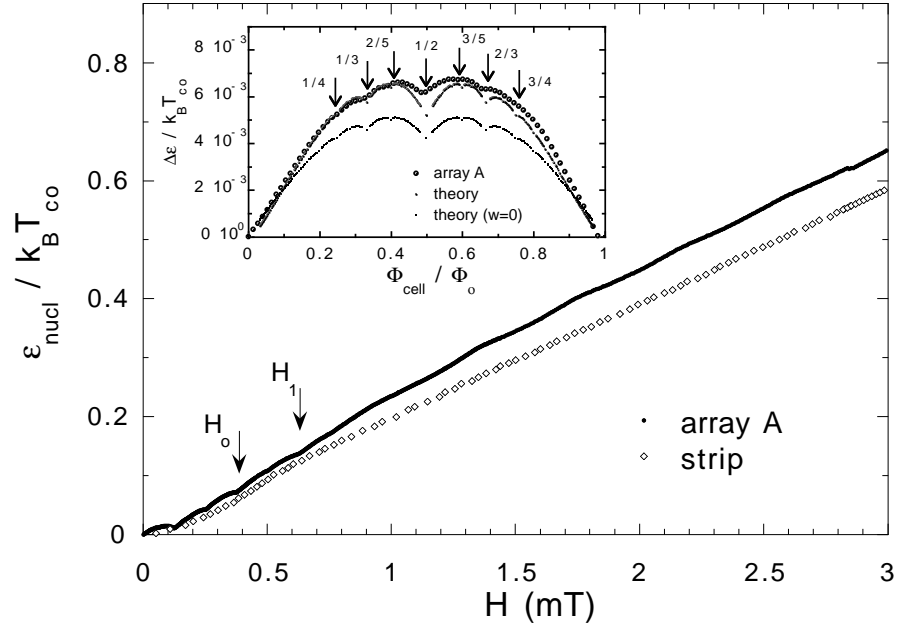 8 10⁻³
6 10⁻³
4 10⁻³
2 10⁻³
0 10⁰
Δε / k_B T_co
1/4
1/3
2/5
1/2
3/5
2/3
3/4
array A
theory
theory (w=0)
0
0.2
0.4
0.6
0.8
1
Φ_cell / Φ_o
0.8
0.6
0.4
0.2
0
ε_nucl / k_B T_co
H_o
H_1
array A
strip
0
0.5
1
1.5
2
2.5
3
H (mT)